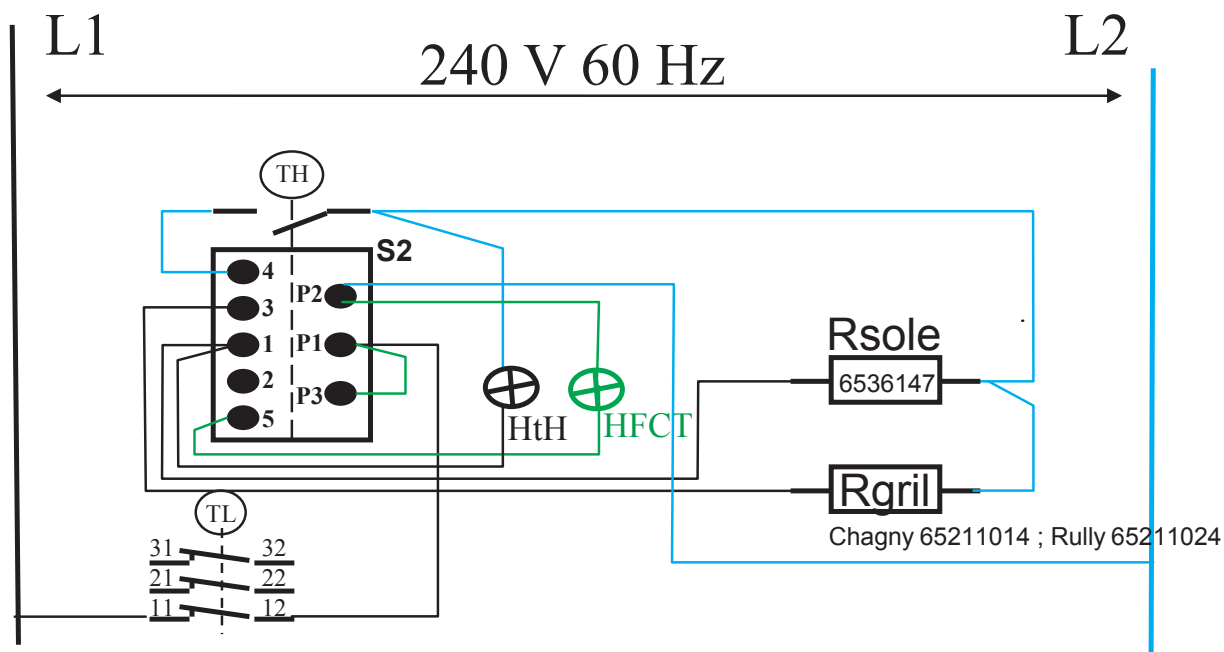 L1
L2
240 V 60 Hz
TH
S2
4
P2
3
1
P1
2
P3
5
HtH
HFCT
Rsole
6536147
Rgril
Chagny 65211014 ; Rully 65211024
TL
31 32
21 22
11 12